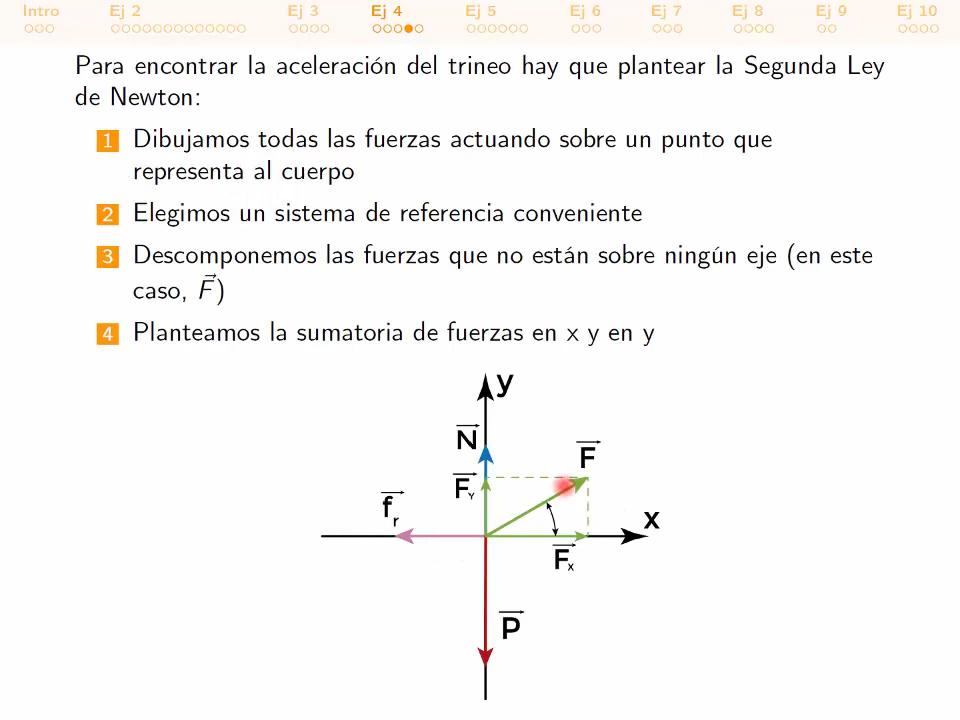 Intro Ej 2 Ej 3 Ej 4 Ej 5 Ej 6 Ej 7 Ej 8 Ej 9 Ej 10
Para encontrar la aceleración del trineo hay que plantear la Segunda Ley
de Newton:
1 Dibujamos todas las fuerzas actuando sobre un punto que
representa al cuerpo
2 Elegimos un sistema de referencia conveniente
3 Descomponemos las fuerzas que no están sobre ningún eje (en este
caso, F⃗)
4 Planteamos la sumatoria de fuerzas en x y en y
y
N⃗
F⃗
F⃗Y
f⃗r
x
F⃗x
P⃗